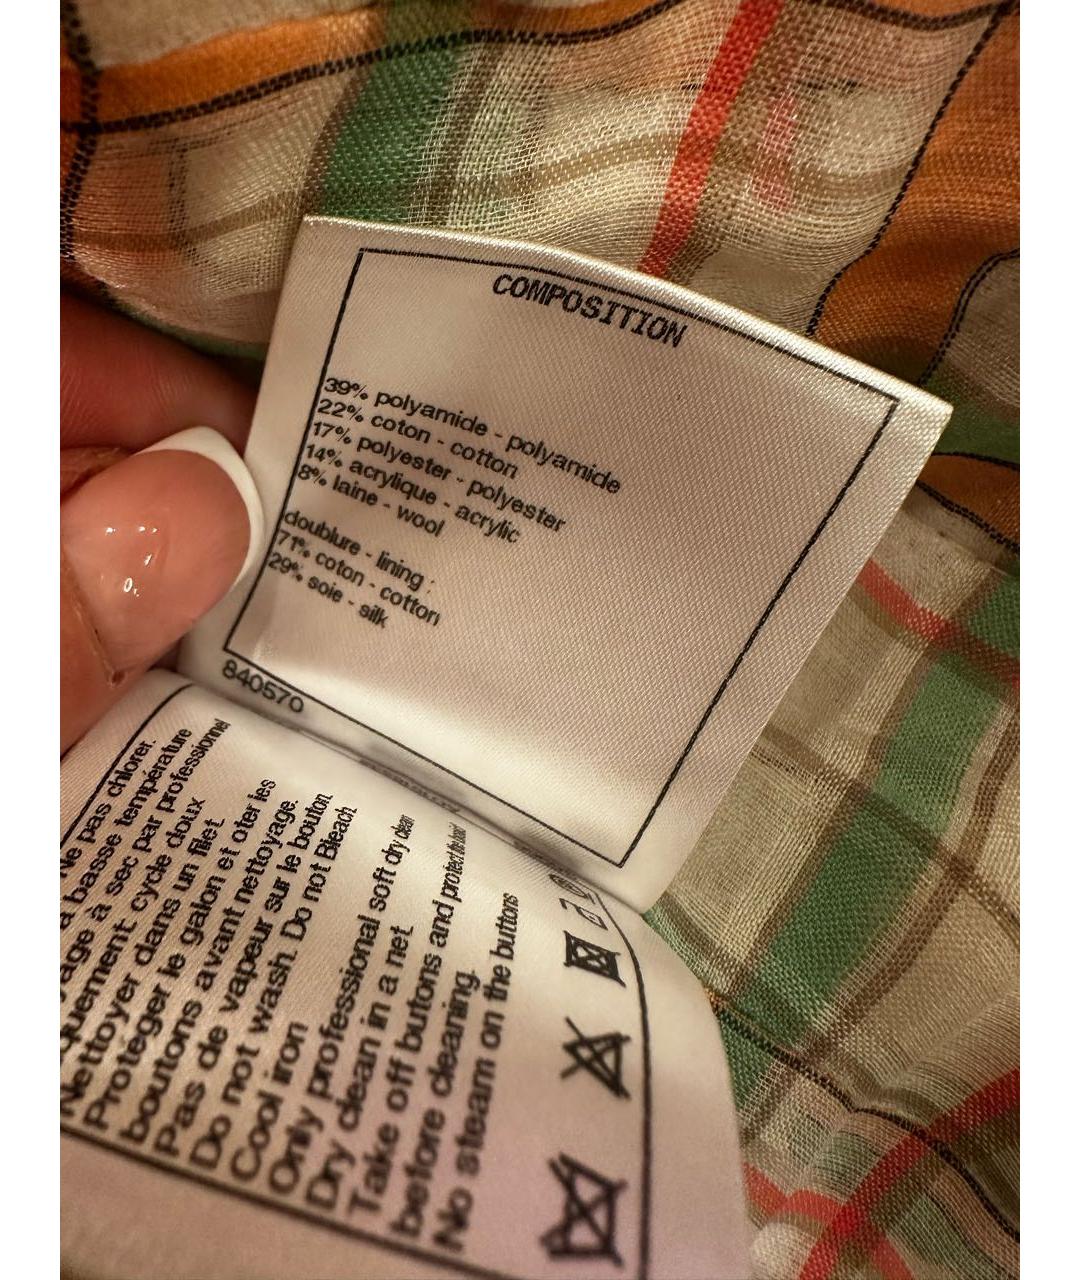 COMPOSITION
39% polyamide - polyamide
22% coton - cotton
17% polyester - polyester
14% acrylique - acrylic
8% laine - wool
doublure - lining :
71% coton - cotton
29% soie - silk
840570
Ne pas chlorer.
à basse température
à sec par professionnel
cycle doux
Nettoyer dans un filet
Protéger le galon et oter les
boutons avant nettoyage.
Pas de vapeur sur le bouton.
Do not wash. Do not Bleach
Cool iron
Only professional soft dry clean
Dry clean in a net
Take off buttons and protect the braid
before cleaning.
No steam on the buttons